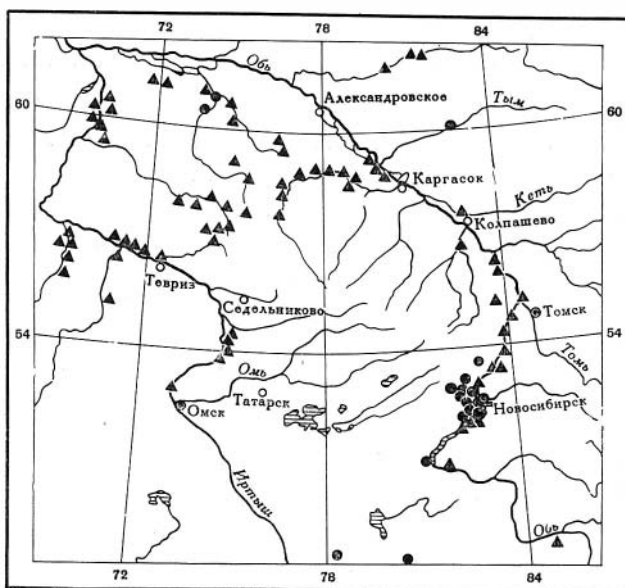 72
78
84
Обь
60
Александровское
Тым
60
Каргасок
Кеть
Колпашево
Тевриз
Седельниково
Томск
54
54
Томь
Омь
Татарск
Омск
Новосибирск
Иртыш
Обь
72
78
84